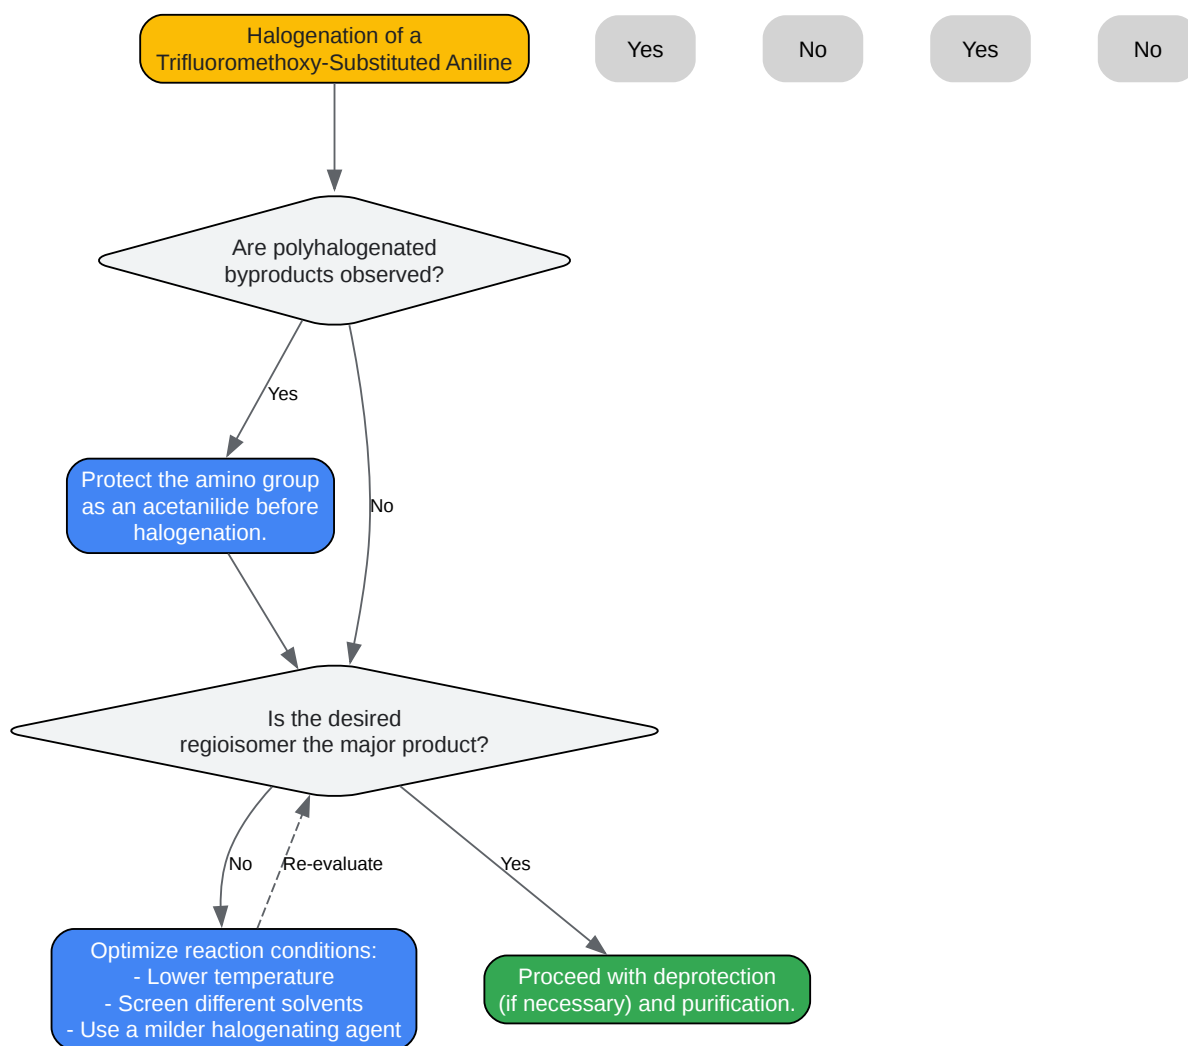 Halogenation of a
Trifluoromethoxy-Substituted Aniline
Yes
No
Yes
No
Are polyhalogenated
byproducts observed?
Yes
Protect the amino group
as an acetanilide before
halogenation.
No
Is the desired
regioisomer the major product?
No
Re-evaluate
Yes
Optimize reaction conditions:
- Lower temperature
- Screen different solvents
- Use a milder halogenating agent
Proceed with deprotection
(if necessary) and purification.